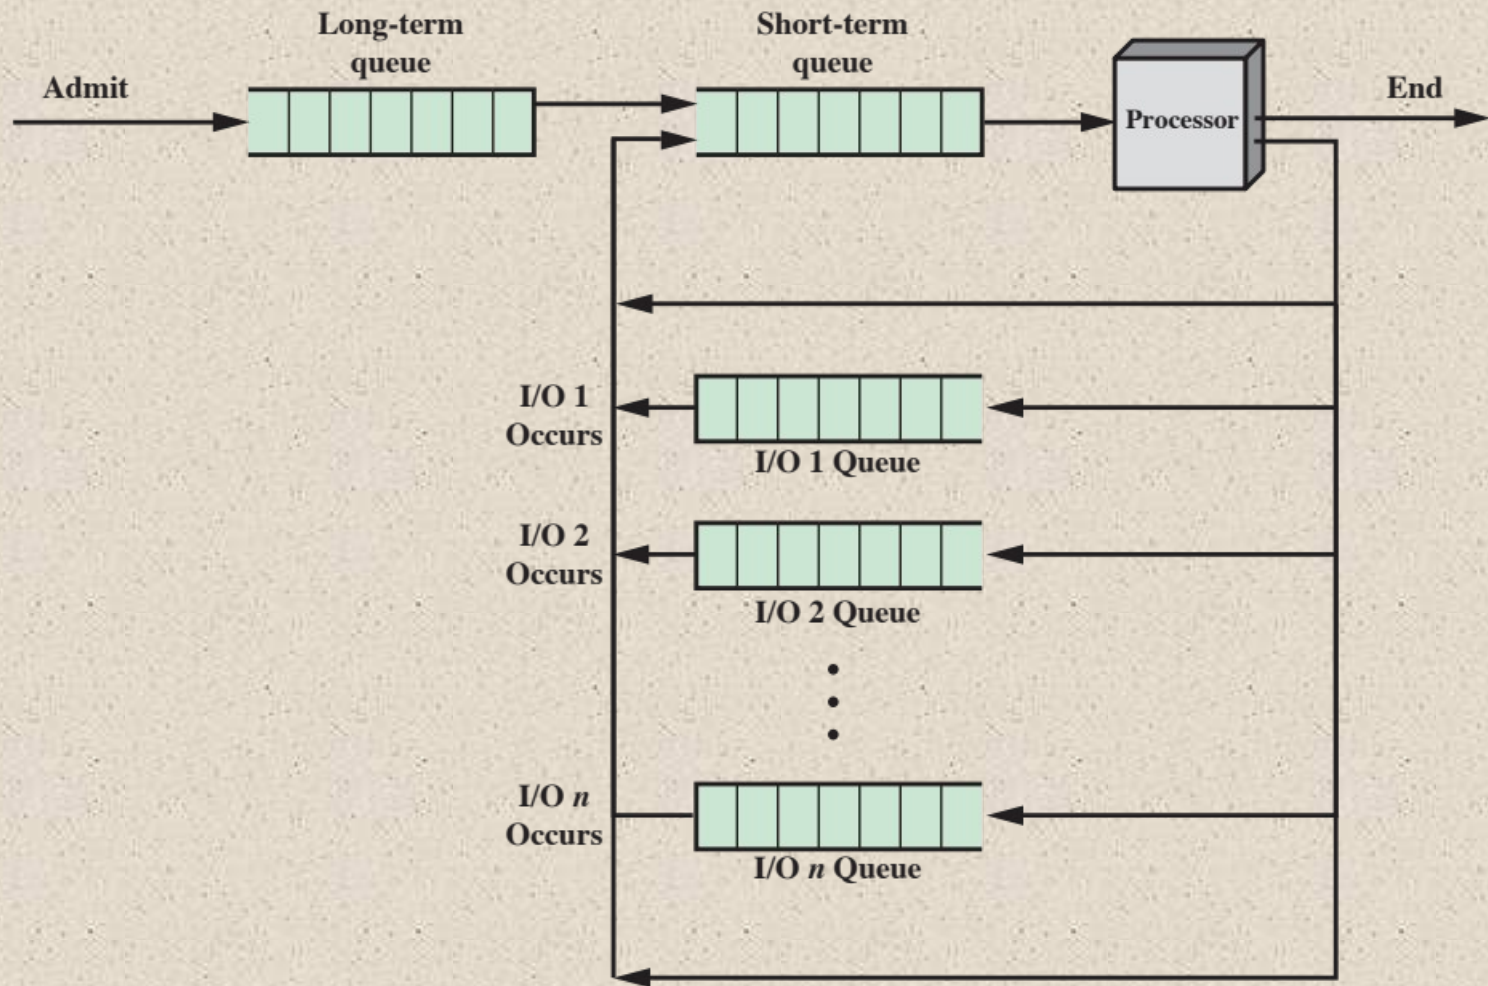 Long-term
queue
Short-term
queue
Admit
Processor
End
I/O 1
Occurs
I/O 1 Queue
I/O 2
Occurs
I/O 2 Queue
I/O n
Occurs
I/O n Queue